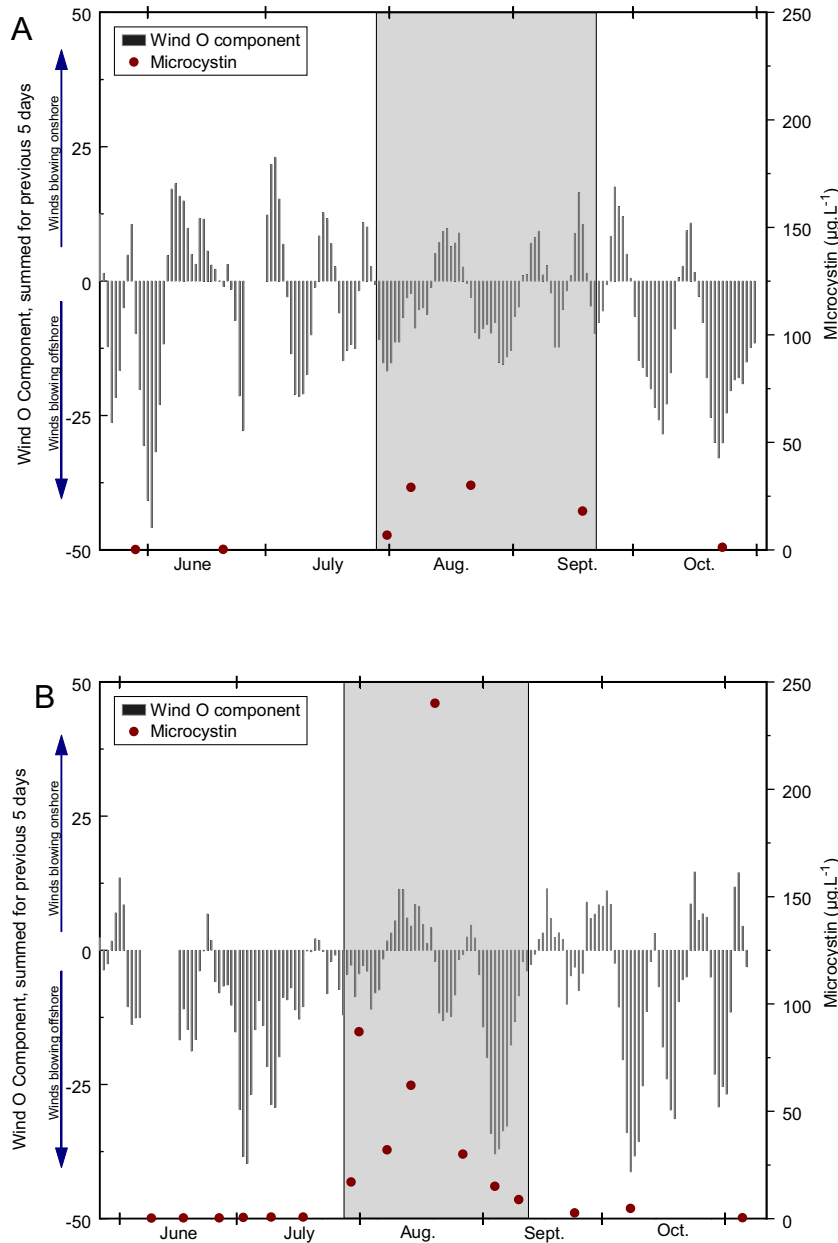 A
50
25
0
-25
-50
Wind O Component, summed for previous 5 days
Winds blowing onshore
Winds blowing offshore
Wind O component
Microcystin
250
200
150
100
50
0
MIcrocystin (µg.L-1)
June
July
Aug.
Sept.
Oct.
B
50
25
0
-25
-50
Wind O Component, summed for previous 5 days
Winds blowing onshore
Winds blowing offshore
Wind O component
Microcystin
250
200
150
100
50
0
Microcystin (µg.L-1)
June
July
Aug.
Sept.
Oct.